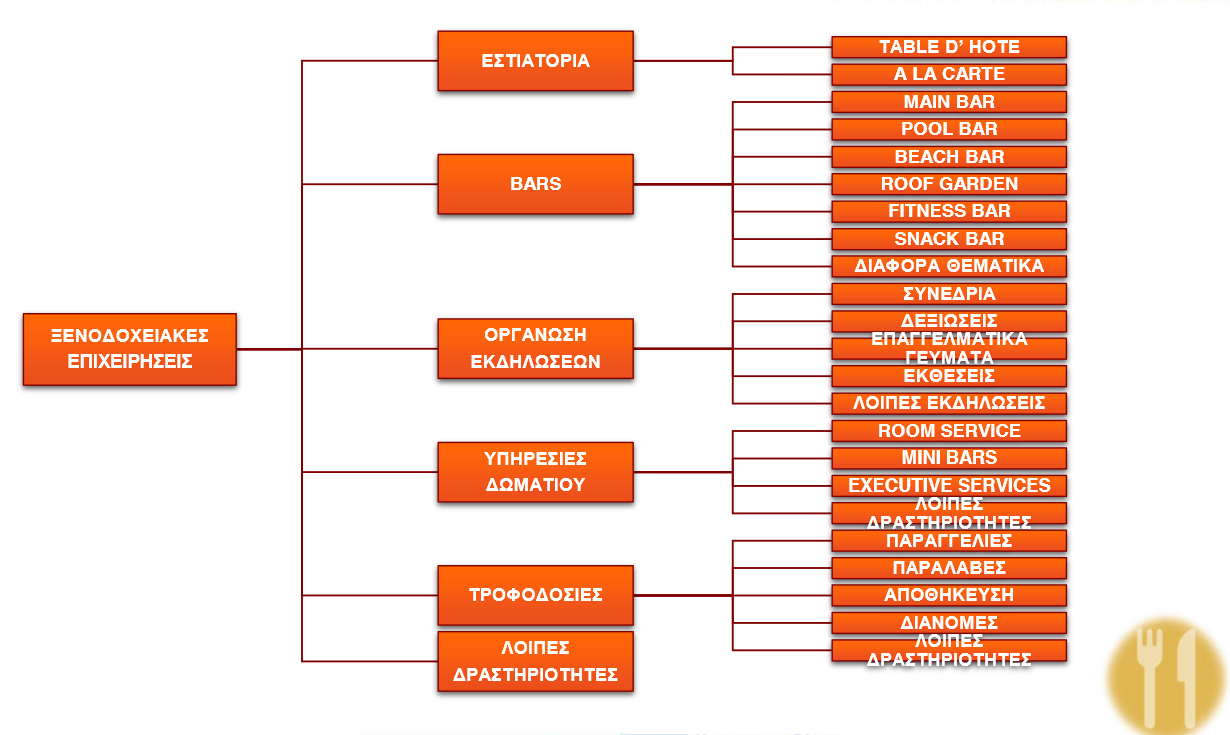 ΞΕΝΟΔΟΧΕΙΑΚΕΣ
ΕΠΙΧΕΙΡΗΣΕΙΣ
ΕΣΤΙΑΤΟΡΙΑ
TABLE D’ HOTE
A LA CARTE
BARS
MAIN BAR
POOL BAR
BEACH BAR
ROOF GARDEN
FITNESS BAR
SNACK BAR
ΔΙΑΦΟΡΑ ΘΕΜΑΤΙΚΑ
ΟΡΓΑΝΩΣΗ
ΕΚΔΗΛΩΣΕΩΝ
ΣΥΝΕΔΡΙΑ
ΔΕΞΙΩΣΕΙΣ
ΕΠΑΓΓΕΛΜΑΤΙΚΑ
ΓΕΥΜΑΤΑ
ΕΚΘΕΣΕΙΣ
ΛΟΙΠΕΣ ΕΚΔΗΛΩΣΕΙΣ
ΥΠΗΡΕΣΙΕΣ
ΔΩΜΑΤΙΟΥ
ROOM SERVICE
MINI BARS
EXECUTIVE SERVICES
ΛΟΙΠΕΣ
ΔΡΑΣΤΗΡΙΟΤΗΤΕΣ
ΤΡΟΦΟΔΟΣΙΕΣ
ΠΑΡΑΓΓΕΛΙΕΣ
ΠΑΡΑΛΑΒΕΣ
ΑΠΟΘΗΚΕΥΣΗ
ΔΙΑΝΟΜΕΣ
ΛΟΙΠΕΣ
ΔΡΑΣΤΗΡΙΟΤΗΤΕΣ
ΛΟΙΠΕΣ
ΔΡΑΣΤΗΡΙΟΤΗΤΕΣ